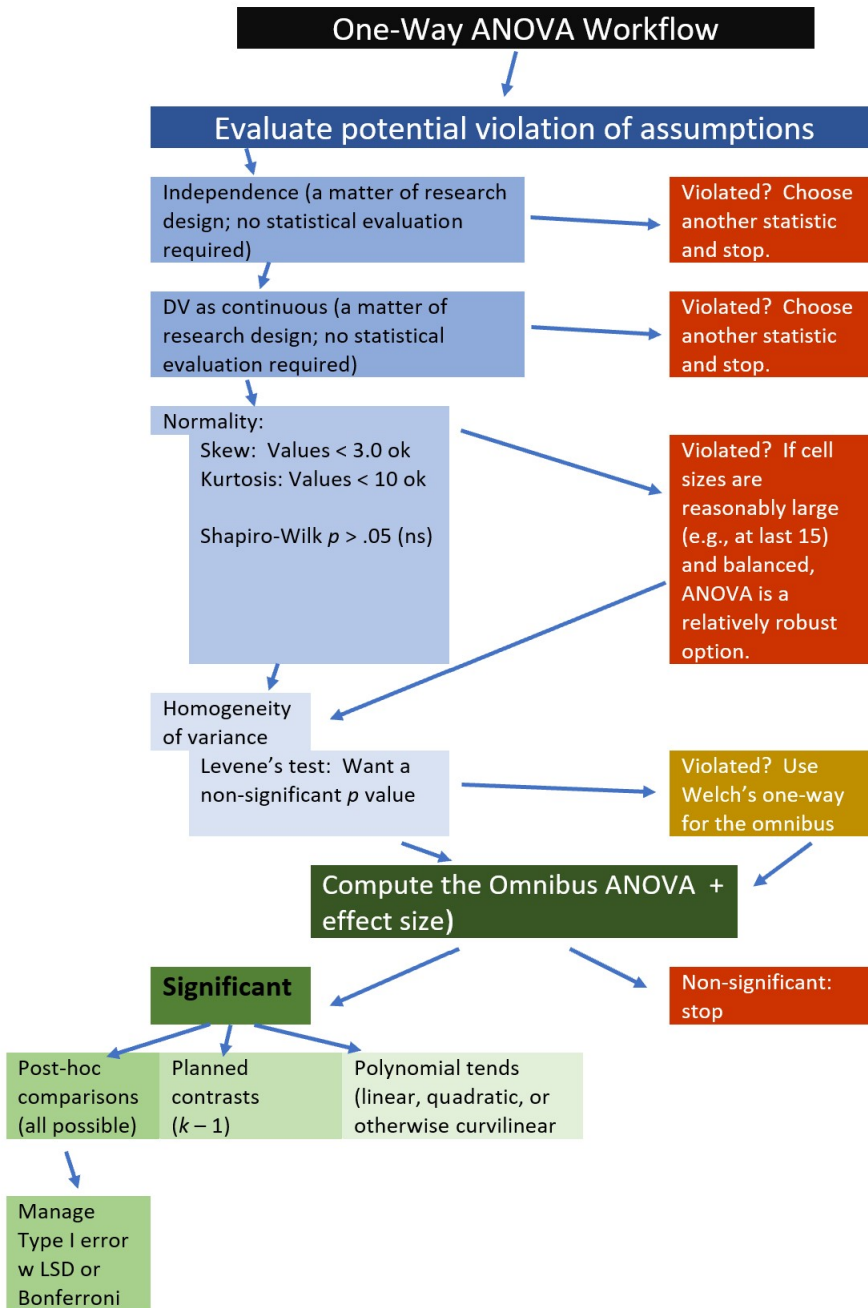 One-Way ANOVA Workflow
Evaluate potential violation of assumptions
Independence (a matter of research
design; no statistical evaluation
required)
Violated?  Choose
another statistic
and stop.
DV as continuous (a matter of
research design; no statistical
evaluation required)
Violated?  Choose
another statistic
and stop.
Normality:
Skew:  Values < 3.0 ok
Kurtosis: Values < 10 ok
Shapiro-Wilk p > .05 (ns)
Violated?  If cell
sizes are
reasonably large
(e.g., at last 15)
and balanced,
ANOVA is a
relatively robust
option.
Homogeneity
of variance
Levene’s test:  Want a
non-significant p value
Violated?  Use
Welch’s one-way
for the omnibus
Compute the Omnibus ANOVA  +
effect size)
Significant
Non-significant:
stop
Post-hoc
comparisons
(all possible)
Planned
contrasts
(k – 1)
Polynomial tends
(linear, quadratic, or
otherwise curvilinear
Manage
Type I error
w LSD or
Bonferroni